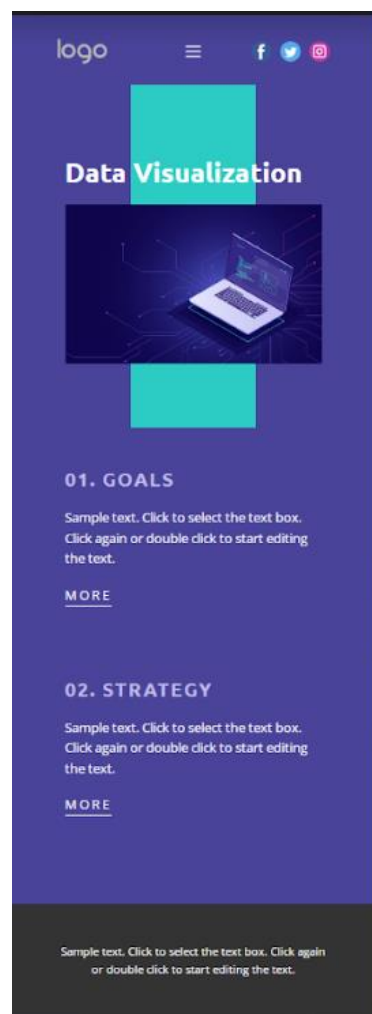 logo
Data Visualization
01. GOALS
Sample text. Click to select the text box.
Click again or double click to start editing
the text.
MORE
02. STRATEGY
Sample text. Click to select the text box.
Click again or double click to start editing
the text.
MORE
Sample text. Click to select the text box. Click again
or double click to start editing the text.